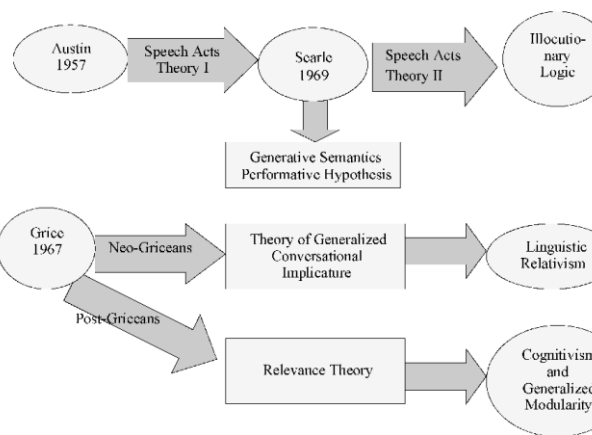 Austin
1957
Speech Acts
Theory I
Searle
1969
Speech Acts
Theory II
Illocutio-
nary
Logic
Generative Semantics
Performative Hypothesis
Grice
1967
Neo-Griceans
Theory of Generalized
Conversational
Implicature
Linguistic
Relativism
Post-Griceans
Relevance Theory
Cognitivism
and
Generalized
Modularity